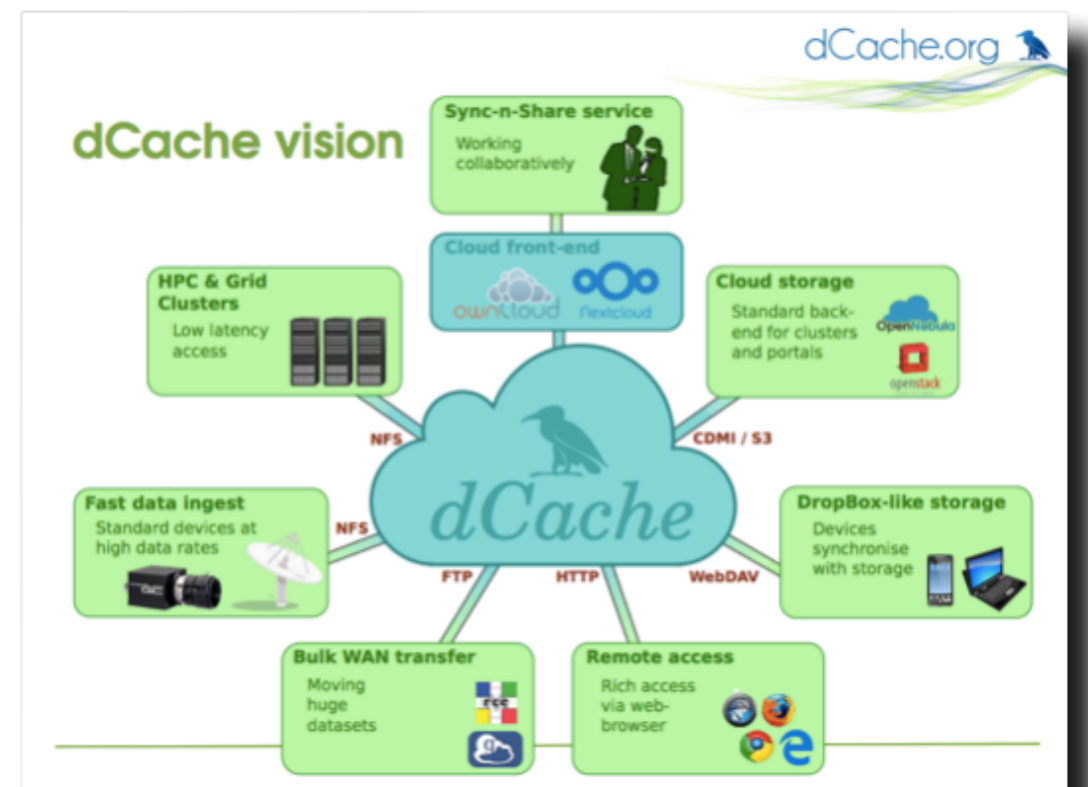 dCache.org
dCache vision
Sync-n-Share service
Working
collaboratively
Cloud front-end
ownCloud
Nextcloud
HPC & Grid
Clusters
Low latency
access
Cloud storage
Standard back-
end for clusters
and portals
OpenNebula
openstack
NFS
CDMI / S3
dCache
Fast data ingest
Standard devices at
high data rates
NFS
DropBox-like storage
Devices
synchronise
with storage
FTP
HTTP
WebDAV
Bulk WAN transfer
Moving
huge
datasets
Remote access
Rich access
via web-
browser